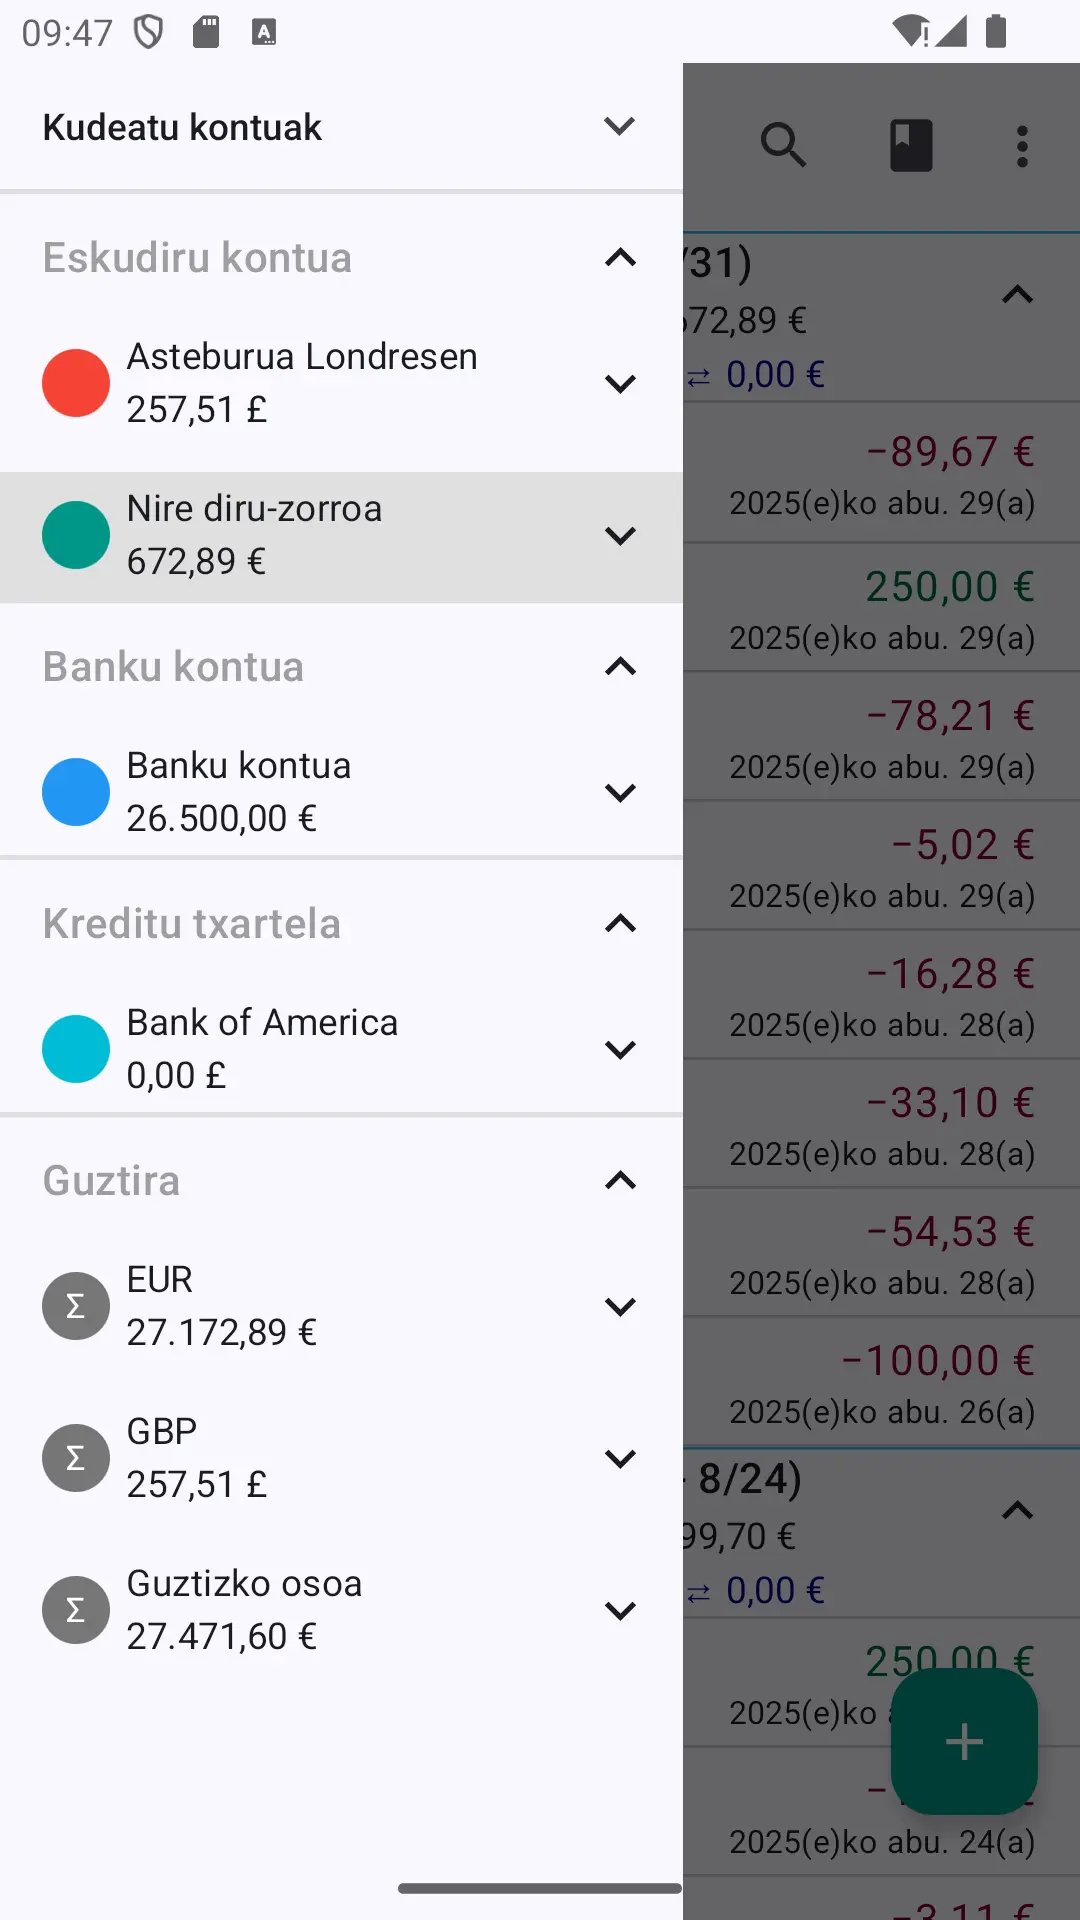 09:47
Kudeatu kontuak
Eskudiru kontua
Asteburua Londresen
257,51 £
Nire diru-zorroa
672,89 €
Banku kontua
Banku kontua
26.500,00 €
Kreditu txartela
Bank of America
0,00 £
Guztira
Σ EUR
27.172,89 €
Σ GBP
257,51 £
Σ Guztizko osoa
27.471,60 €
/31)
672,89 €
⇄ 0,00 €
−89,67 €
2025(e)ko abu. 29(a)
250,00 €
2025(e)ko abu. 29(a)
−78,21 €
2025(e)ko abu. 29(a)
−5,02 €
2025(e)ko abu. 29(a)
−16,28 €
2025(e)ko abu. 28(a)
−33,10 €
2025(e)ko abu. 28(a)
−54,53 €
2025(e)ko abu. 28(a)
−100,00 €
2025(e)ko abu. 26(a)
- 8/24)
99,70 €
⇄ 0,00 €
250,00 €
2025(e)ko
2025(e)ko abu. 24(a)
−3,11 €